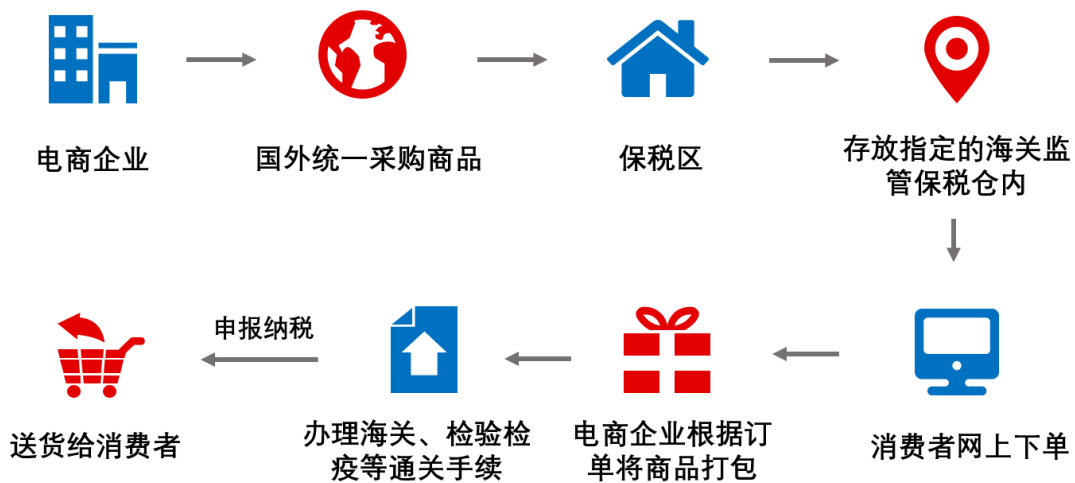 电商企业
国外统一采购商品
保税区
存放指定的海关监
管保税仓内
消费者网上下单
电商企业根据订
单将商品打包
办理海关、检验检
疫等通关手续
申报纳税
送货给消费者